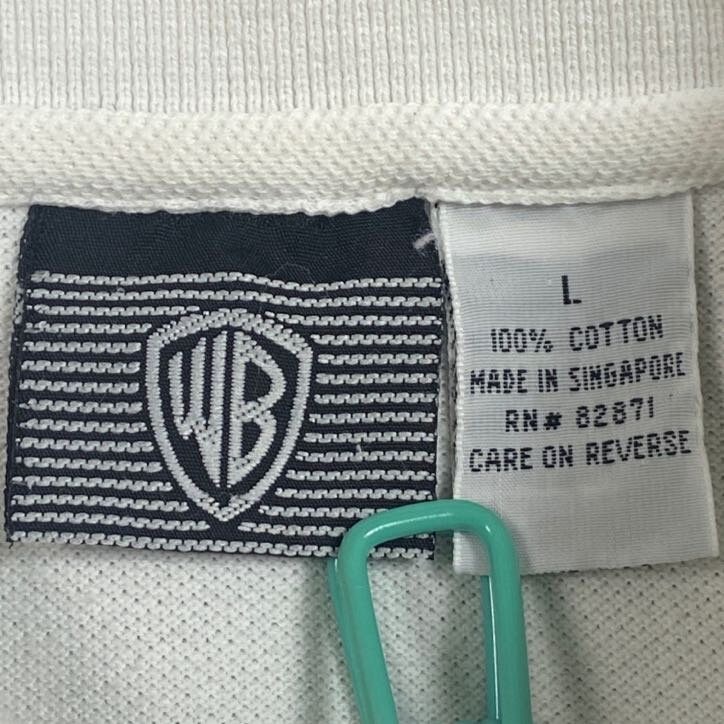 WB
L
100% COTTON
MADE IN SINGAPORE
RN# 82871
CARE ON REVERSE